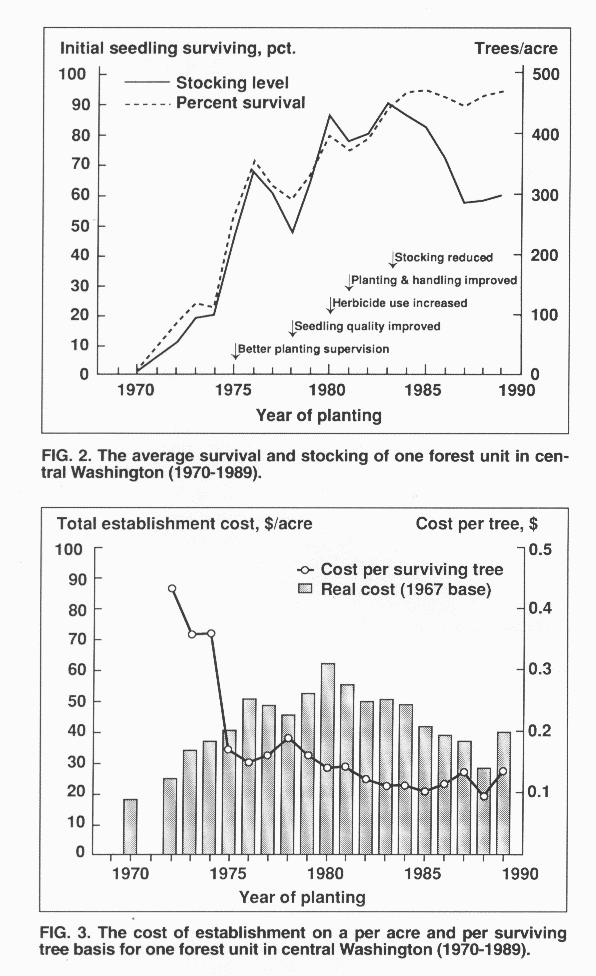 Initial seedling surviving, pct.
Trees/acre
100
90
80
70
60
50
40
30
20
10
0
500
400
300
200
100
0
Stocking level
Percent survival
Stocking reduced
Planting & handling improved
Herbicide use increased
Seedling quality improved
Better planting supervision
1970
1975
1980
1985
1990
Year of planting
FIG. 2. The average survival and stocking of one forest unit in cen-
tral Washington (1970-1989).
Total establishment cost, $/acre
Cost per tree, $
100
90
80
70
60
50
40
30
20
10
0
0.5
0.4
0.3
0.2
0.1
Cost per surviving tree
Real cost (1967 base)
1970
1975
1980
1985
1990
Year of planting
FIG. 3. The cost of establishment on a per acre and per surviving
tree basis for one forest unit in central Washington (1970-1989).